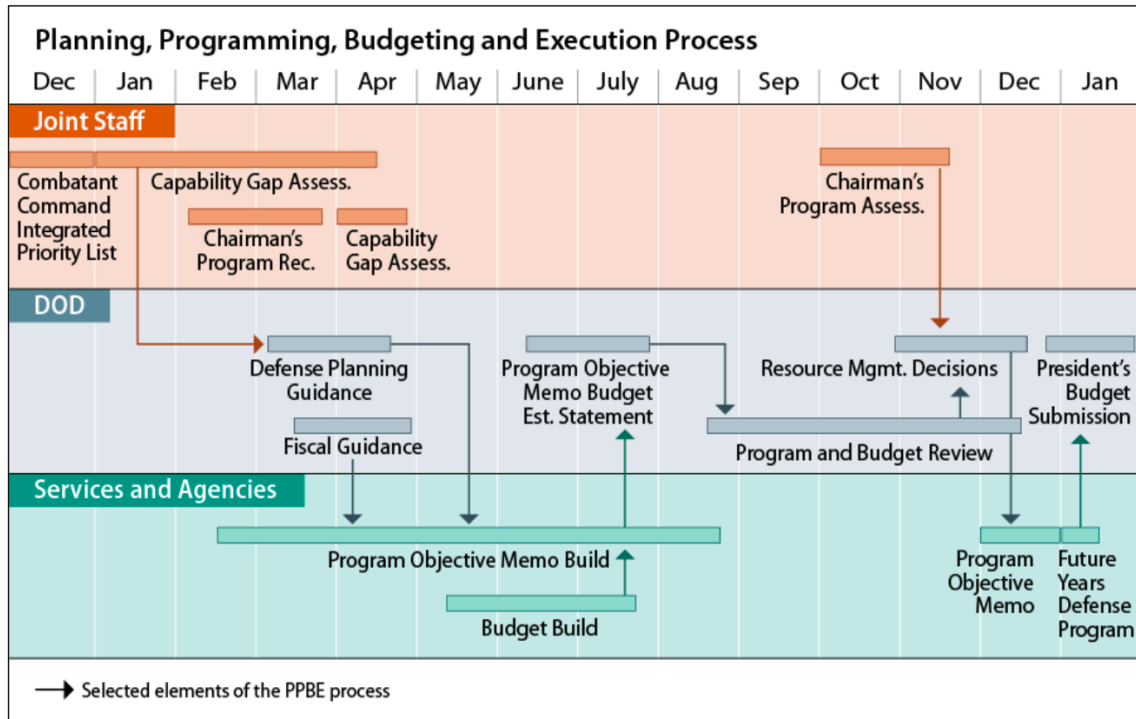 Planning, Programming, Budgeting and Execution Process
Dec Jan Feb Mar Apr May June July Aug Sep Oct Nov Dec Jan
Joint Staff
Combatant
Command
Integrated
Priority List
Capability Gap Assess.
Chairman's
Program Rec.
Capability
Gap Assess.
Chairman's
Program Assess.
DOD
Defense Planning
Guidance
Fiscal Guidance
Program Objective
Memo Budget
Est. Statement
Resource Mgmt. Decisions
Program and Budget Review
President's
Budget
Submission
Services and Agencies
Program Objective Memo Build
Budget Build
Program
Objective
Memo
Future
Years
Defense
Program
Selected elements of the PPBE process